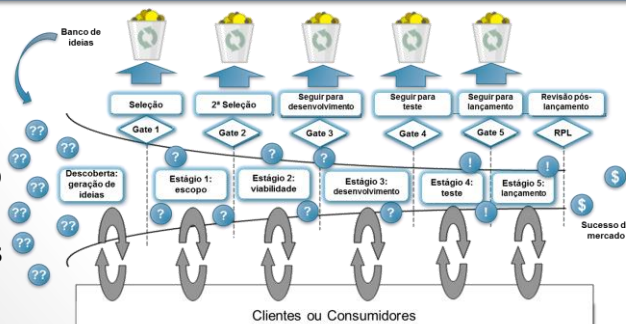 Banco de
ideias
Seleção
2ª Seleção
Seguir para
desenvolvimento
Seguir para
teste
Seguir para
lançamento
Revisão pós-
lançamento
Gate 1
Gate 2
Gate 3
Gate 4
Gate 5
RPL
??
??
??
??
??
??
??
?
?
?
!
!
$
Descoberta:
geração de
ideias
Estágio 1:
escopo
Estágio 2:
viabilidade
Estágio 3:
desenvolvimento
Estágio 4:
teste
Estágio 5:
lançamento
?
?
?
?
!
$
Sucesso d
mercado
Clientes ou Consumidores